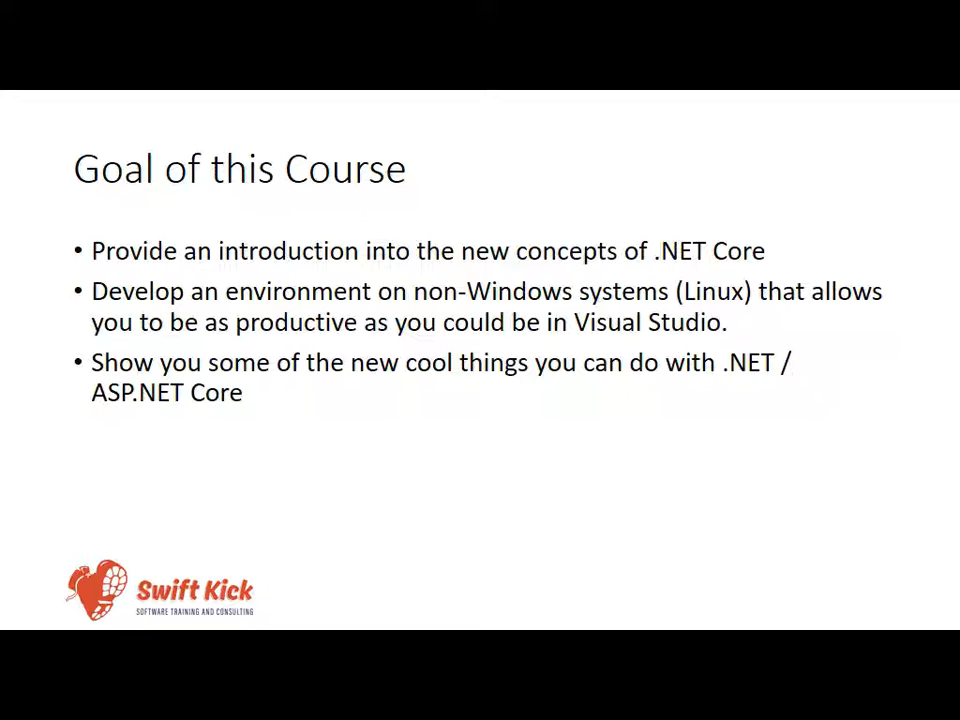 Goal of this Course
• Provide an introduction into the new concepts of .NET Core
• Develop an environment on non-Windows systems (Linux) that allows
you to be as productive as you could be in Visual Studio.
• Show you some of the new cool things you can do with .NET /
ASP.NET Core
Swift Kick
SOFTWARE TRAINING AND CONSULTING